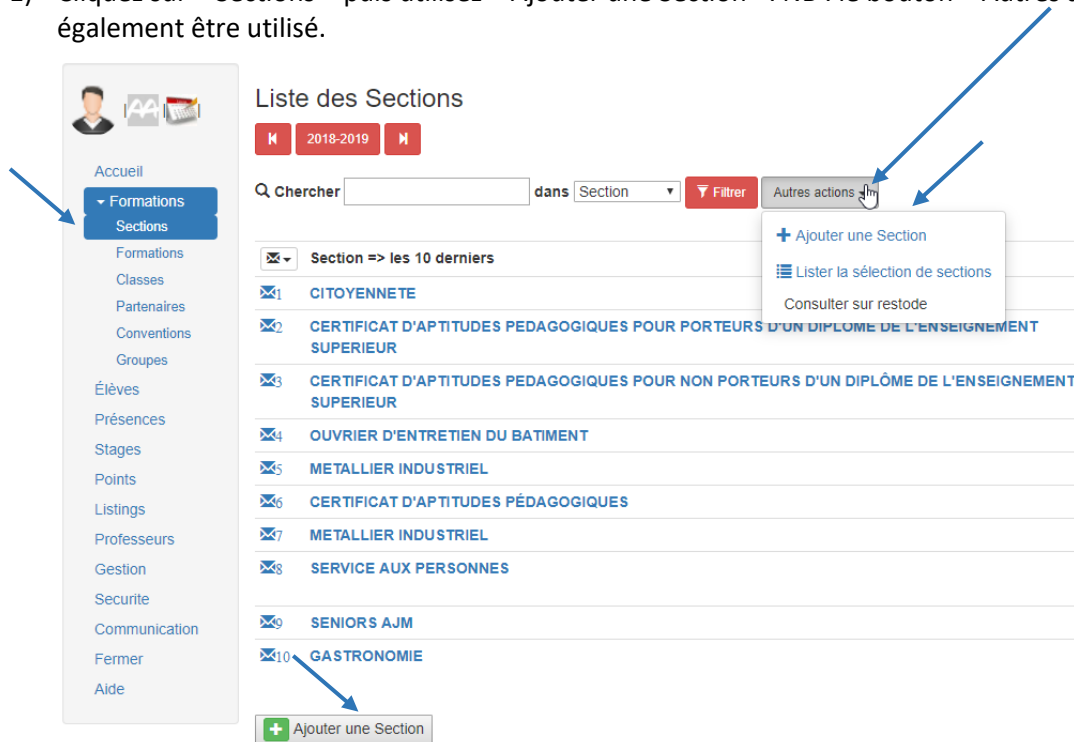 également être utilisé.
Liste des Sections
2018-2019
Accueil
Formations
Sections
Formations
Classes
Partenaires
Conventions
Groupes
Élèves
Présences
Stages
Points
Listings
Professeurs
Gestion
Securite
Communication
Fermer
Aide
Chercher dans Section Filtrer Autres actions
Ajouter une Section
Lister la sélection de sections
Consulter sur restode
Section => les 10 derniers
1 CITOYENNETE
2 CERTIFICAT D'APTITUDES PEDAGOGIQUES POUR PORTEURS D'UN DIPLOME DE L'ENSEIGNEMENT
SUPERIEUR
3 CERTIFICAT D'APTITUDES PEDAGOGIQUES POUR NON PORTEURS D'UN DIPLÔME DE L'ENSEIGNEMENT
SUPERIEUR
4 OUVRIER D'ENTRETIEN DU BATIMENT
5 METALLIER INDUSTRIEL
6 CERTIFICAT D'APTITUDES PÉDAGOGIQUES
7 METALLIER INDUSTRIEL
8 SERVICE AUX PERSONNES
9 SENIORS AJM
10 GASTRONOMIE
Ajouter une Section